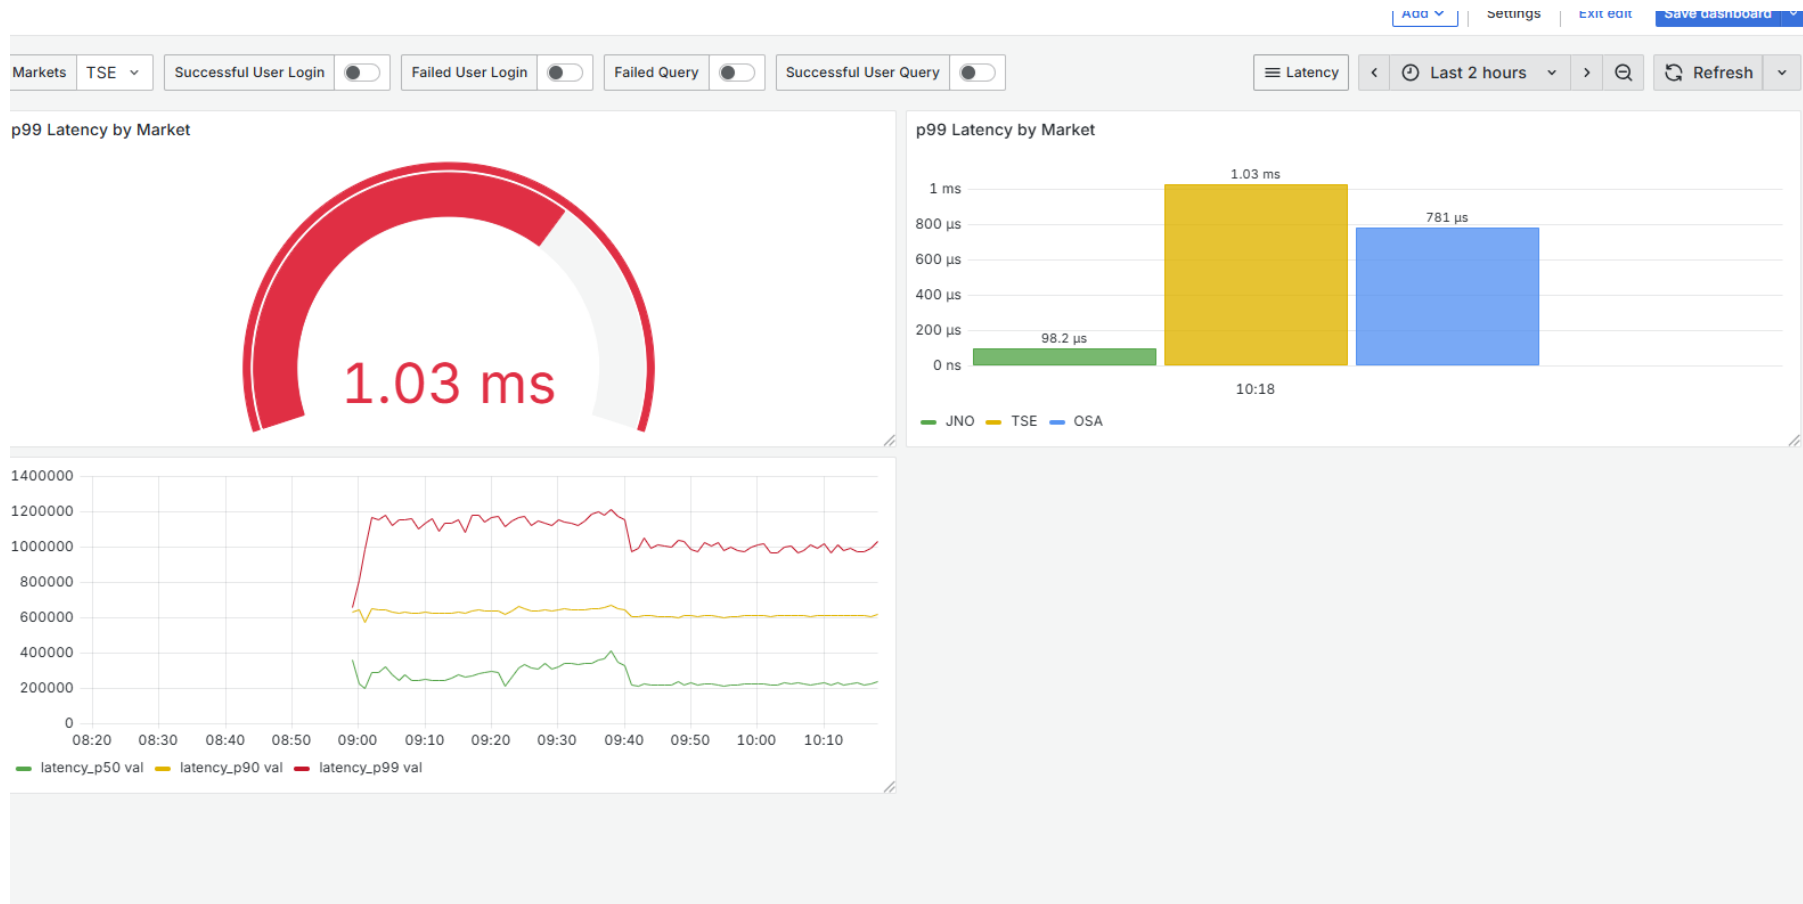 Add Settings Exit edit Save dashboard
Markets TSE Successful User Login Failed User Login Failed Query Successful User Query Latency Last 2 hours Refresh
p99 Latency by Market
1.03 ms
p99 Latency by Market
1.03 ms
1 ms
781 µs
800 µs
600 µs
400 µs
200 µs
98.2 µs
0 ns
10:18
JNO TSE OSA
1400000
1200000
1000000
800000
600000
400000
200000
0
08:20 08:30 08:40 08:50 09:00 09:10 09:20 09:30 09:40 09:50 10:00 10:10
latency_p50 val latency_p90 val latency_p99 val